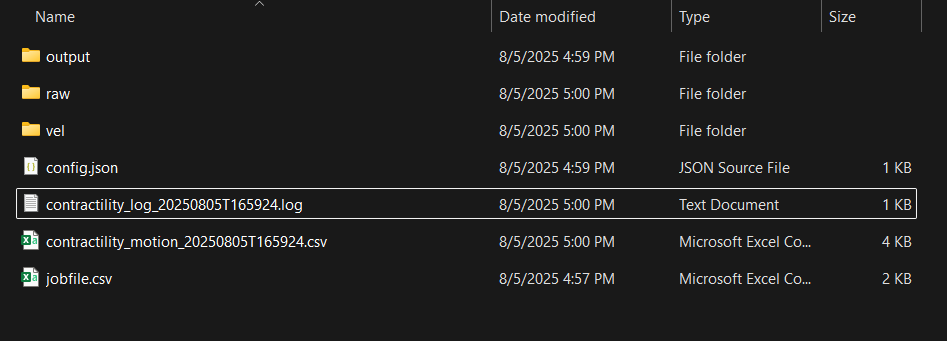 Name Date modified Type Size
output 8/5/2025 4:59 PM File folder
raw 8/5/2025 5:00 PM File folder
vel 8/5/2025 5:00 PM File folder
config.json 8/5/2025 4:59 PM JSON Source File 1 KB
contractility_log_20250805T165924.log 8/5/2025 5:00 PM Text Document 1 KB
contractility_motion_20250805T165924.csv 8/5/2025 5:00 PM Microsoft Excel Co... 4 KB
jobfile.csv 8/5/2025 4:57 PM Microsoft Excel Co... 2 KB